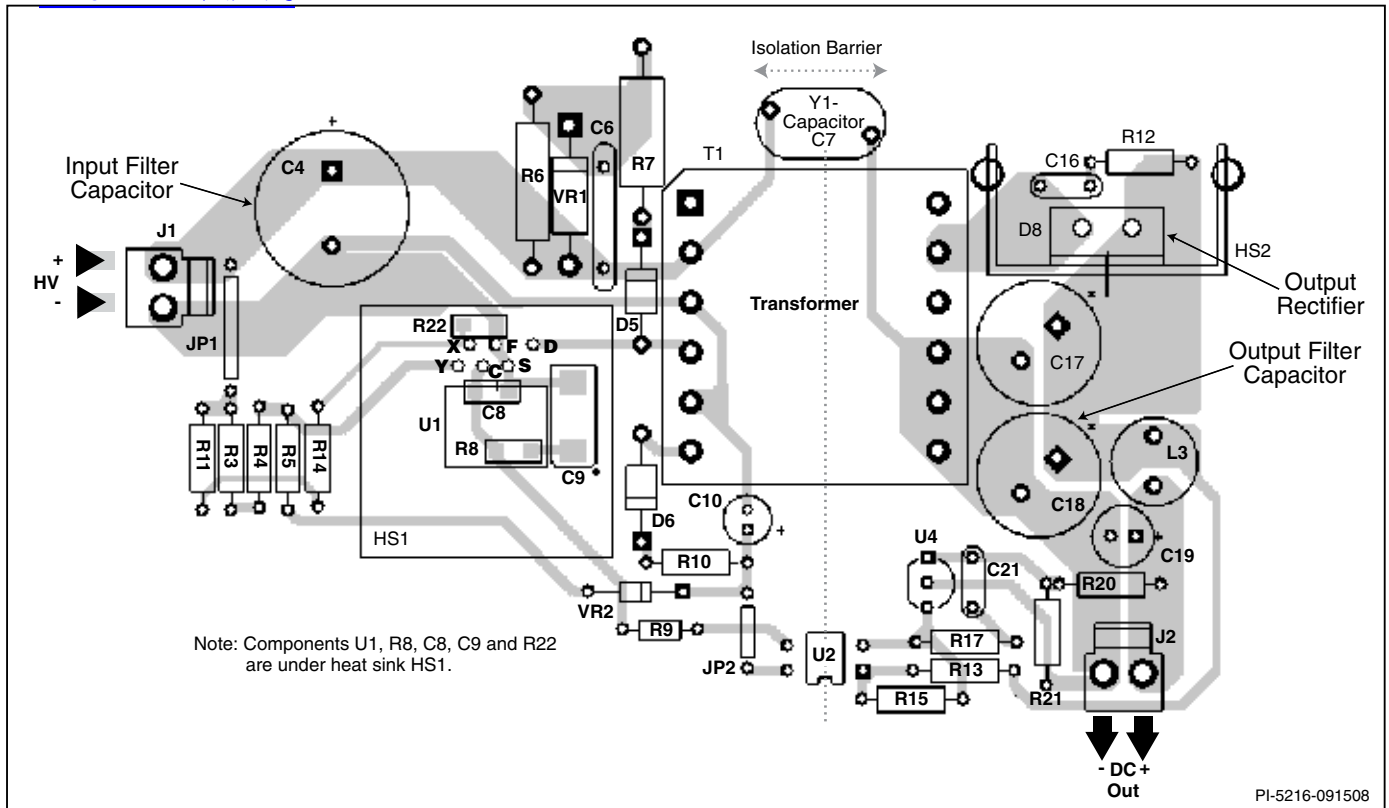 Isolation Barrier
Y1-
Capacitor
C7
+
C4
Input Filter
Capacitor
C6
R7
R6
VR1
T1
R12
C16
D8
HS2
Output
Rectifier
J1
+
HV
-
JP1
R22
D5
Transformer
X
F
D
Y
C
S
C17
Output Filter
Capacitor
U1
C8
R8
C9
R11
R3
R4
R5
R14
L3
C18
C10
+
D6
HS1
R10
U4
C21
C19
+
R20
VR2
R9
JP2
U2
R17
R13
R15
R21
J2
Note: Components U1, R8, C8, C9 and R22
are under heat sink HS1.
- DC +
Out
PI-5216-091508